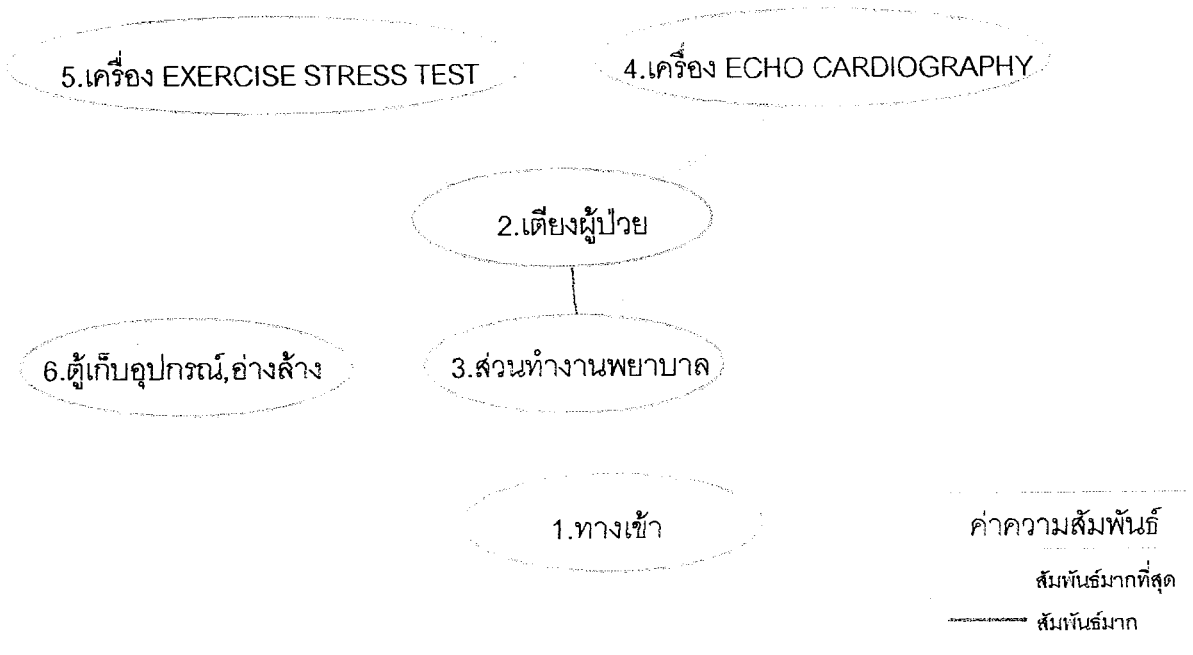 5.เครื่อง EXERCISE STRESS TEST
4.เครื่อง ECHO CARDIOGRAPHY
2.เตียงผู้ป่วย
6.ตู้เก็บอุปกรณ์,อ่างล้าง
3.ส่วนทำงานพยาบาล
1.ทางเข้า
ค่าความสัมพันธ์
สัมพันธ์มากที่สุด
สัมพันธ์มาก